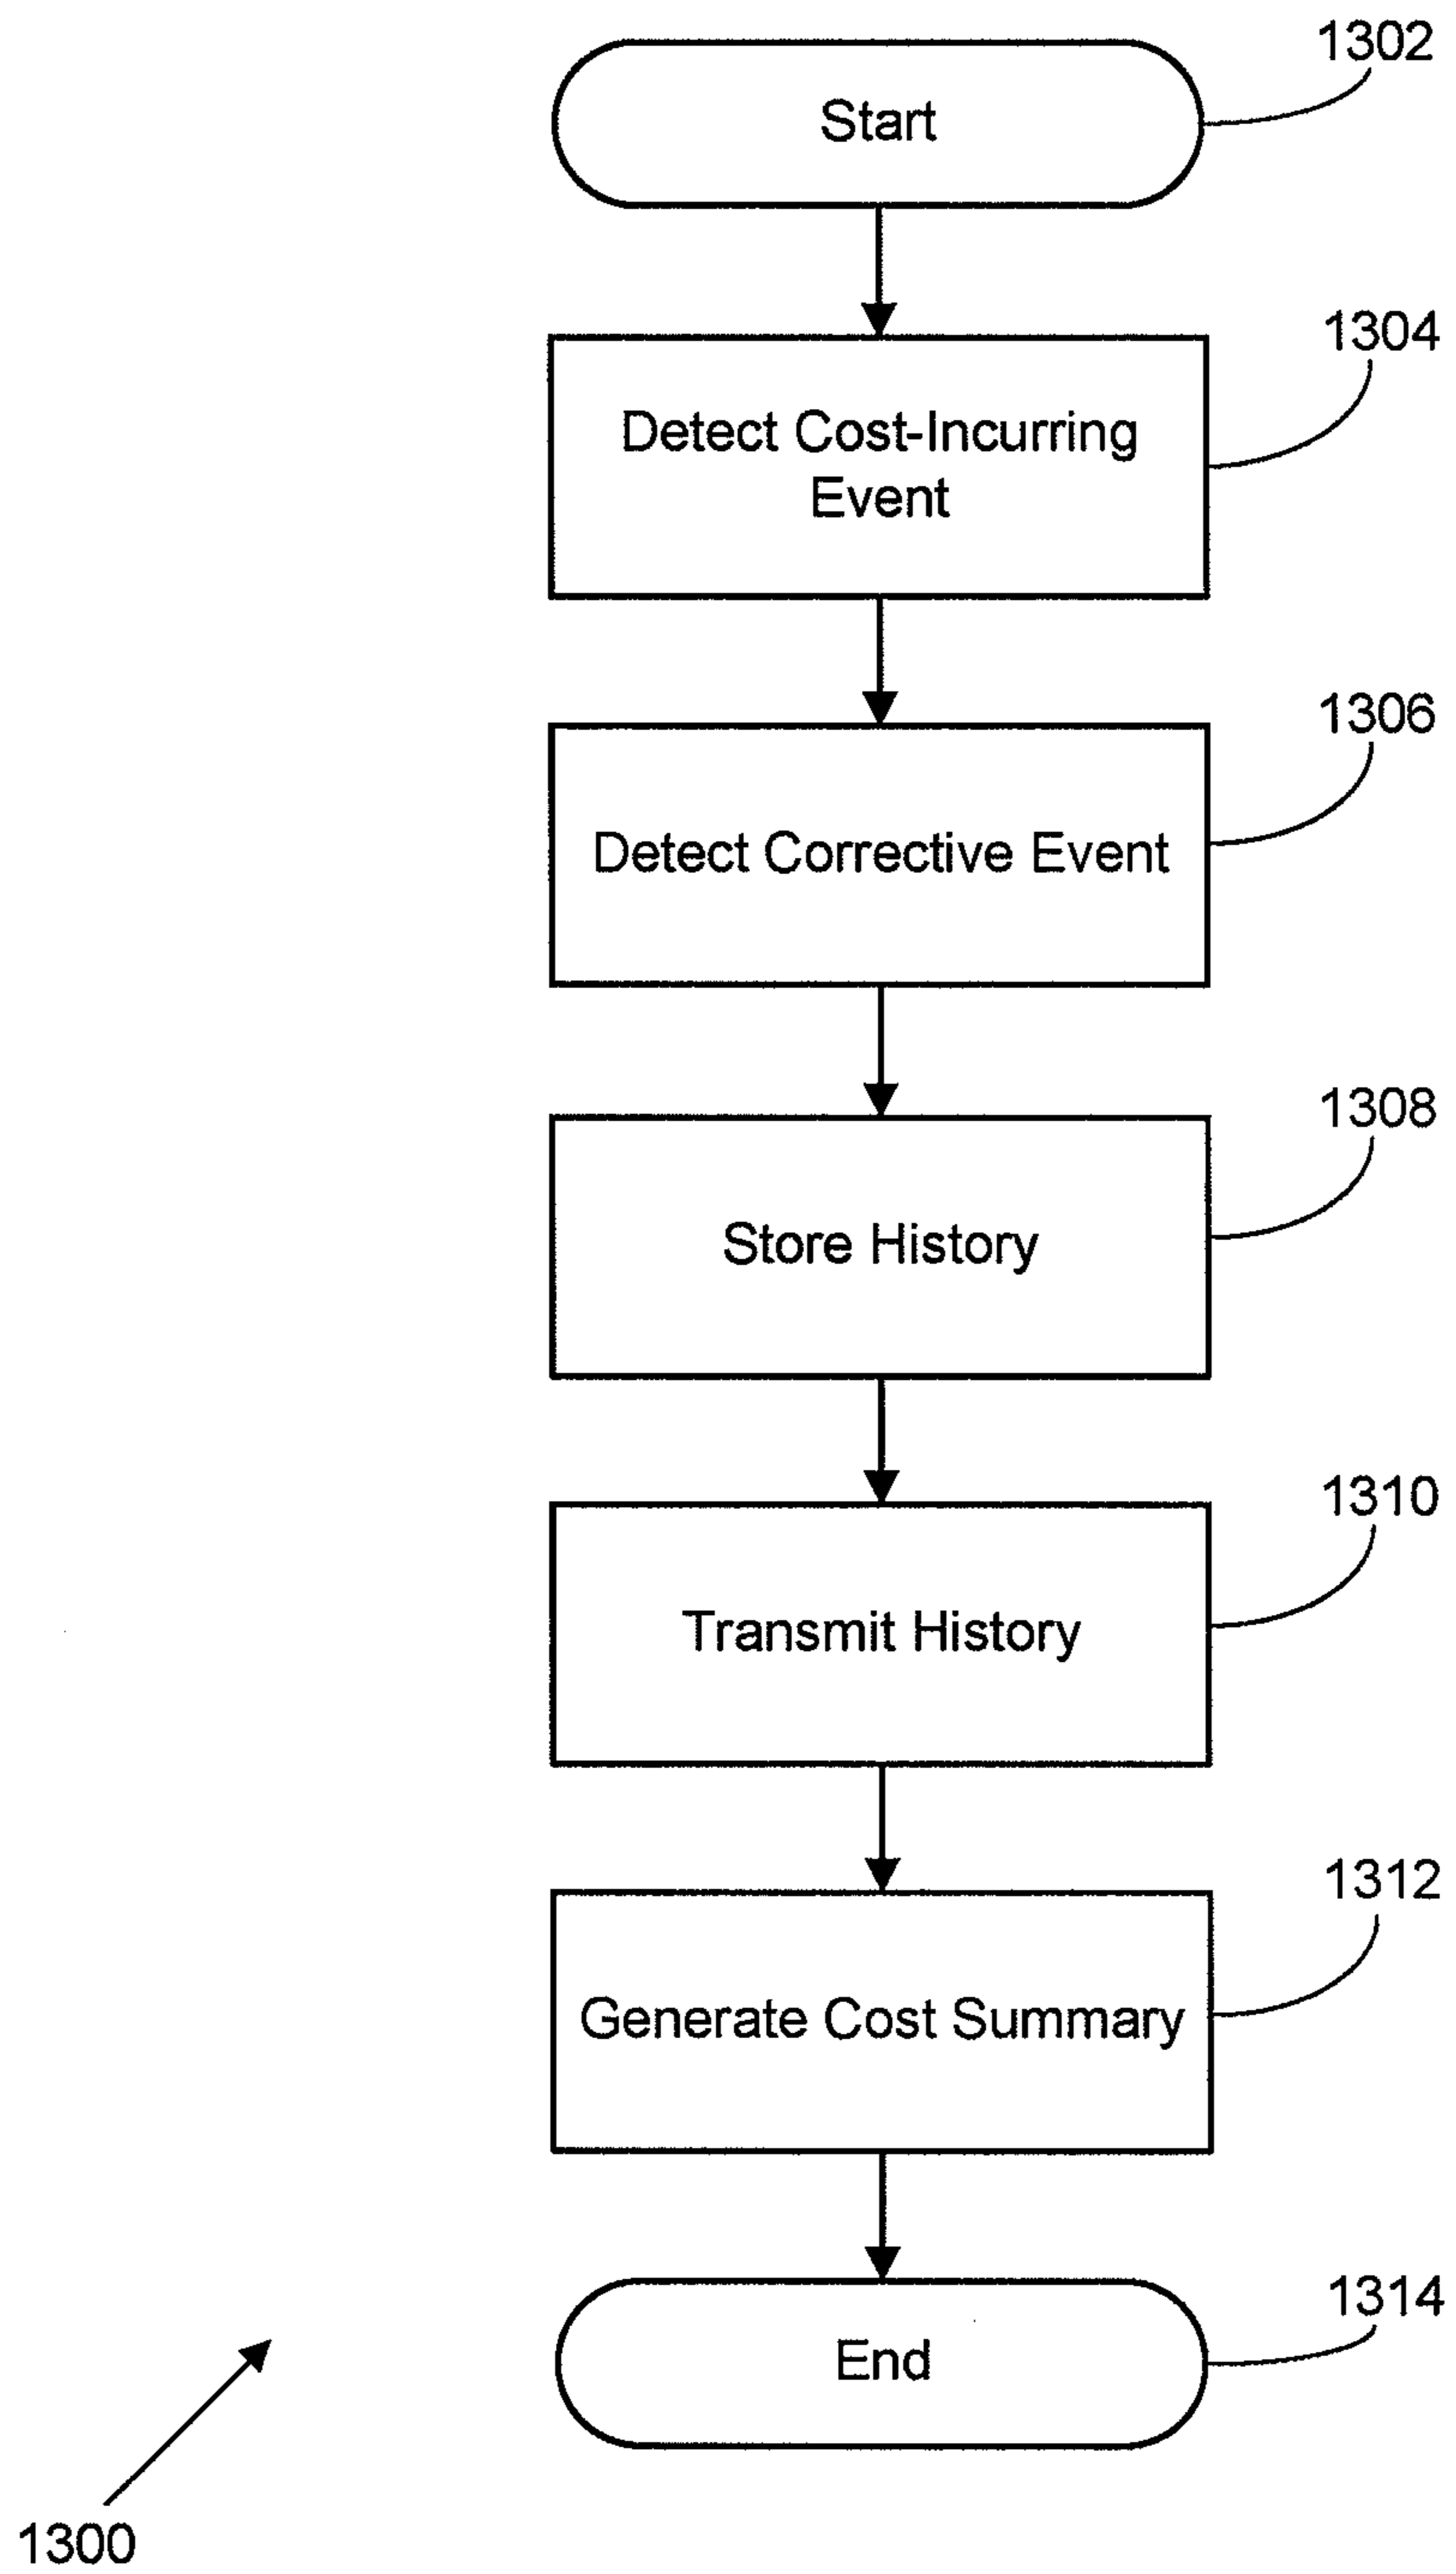 1302
Start
1304
Detect Cost-Incurring
Event
1306
Detect Corrective Event
1308
Store History
1310
Transmit History
1312
Generate Cost Summary
1314
End
1300